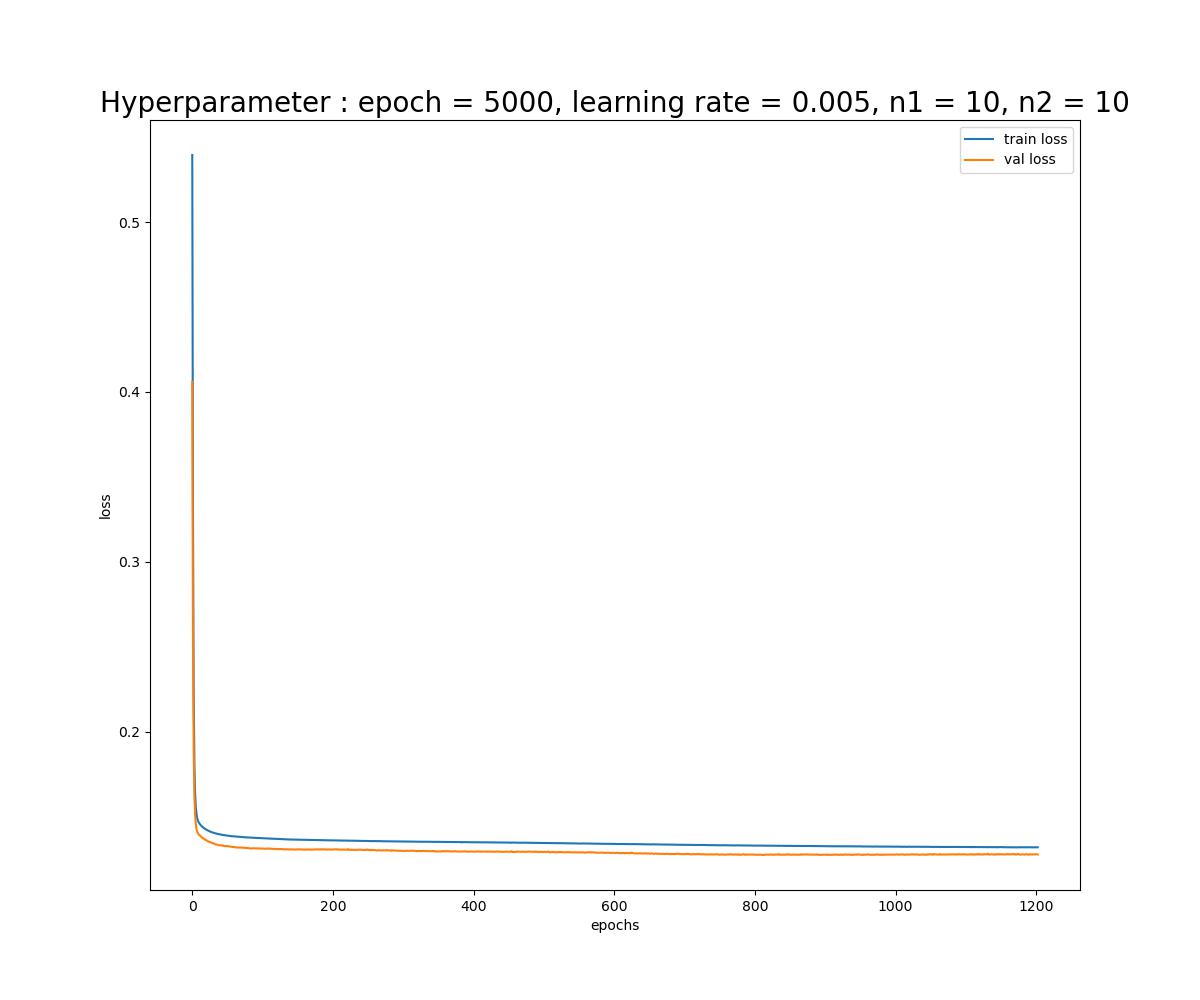 Hyperparameter : epoch = 5000, learning rate = 0.005, n1 = 10, n2 = 10
train loss
val loss
0.5
0.4
0.3
0.2
loss
0 200 400 600 800 1000 1200
epochs